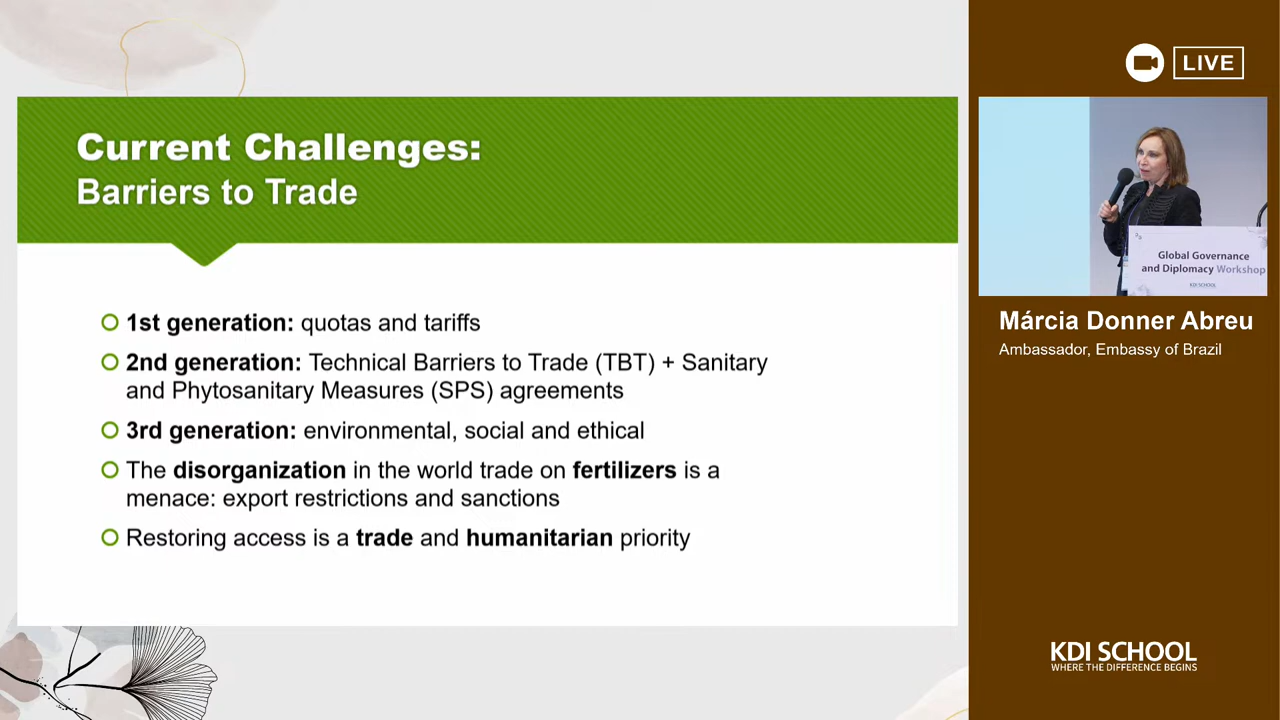 Current Challenges:
Barriers to Trade
1st generation: quotas and tariffs
2nd generation: Technical Barriers to Trade (TBT) + Sanitary
and Phytosanitary Measures (SPS) agreements
3rd generation: environmental, social and ethical
The disorganization in the world trade on fertilizers is a
menace: export restrictions and sanctions
Restoring access is a trade and humanitarian priority
LIVE
Global Governance
and Diplomacy Workshop
KDI SCHOOL
Márcia Donner Abreu
Ambassador, Embassy of Brazil
KDI SCHOOL
WHERE THE DIFFERENCE BEGINS